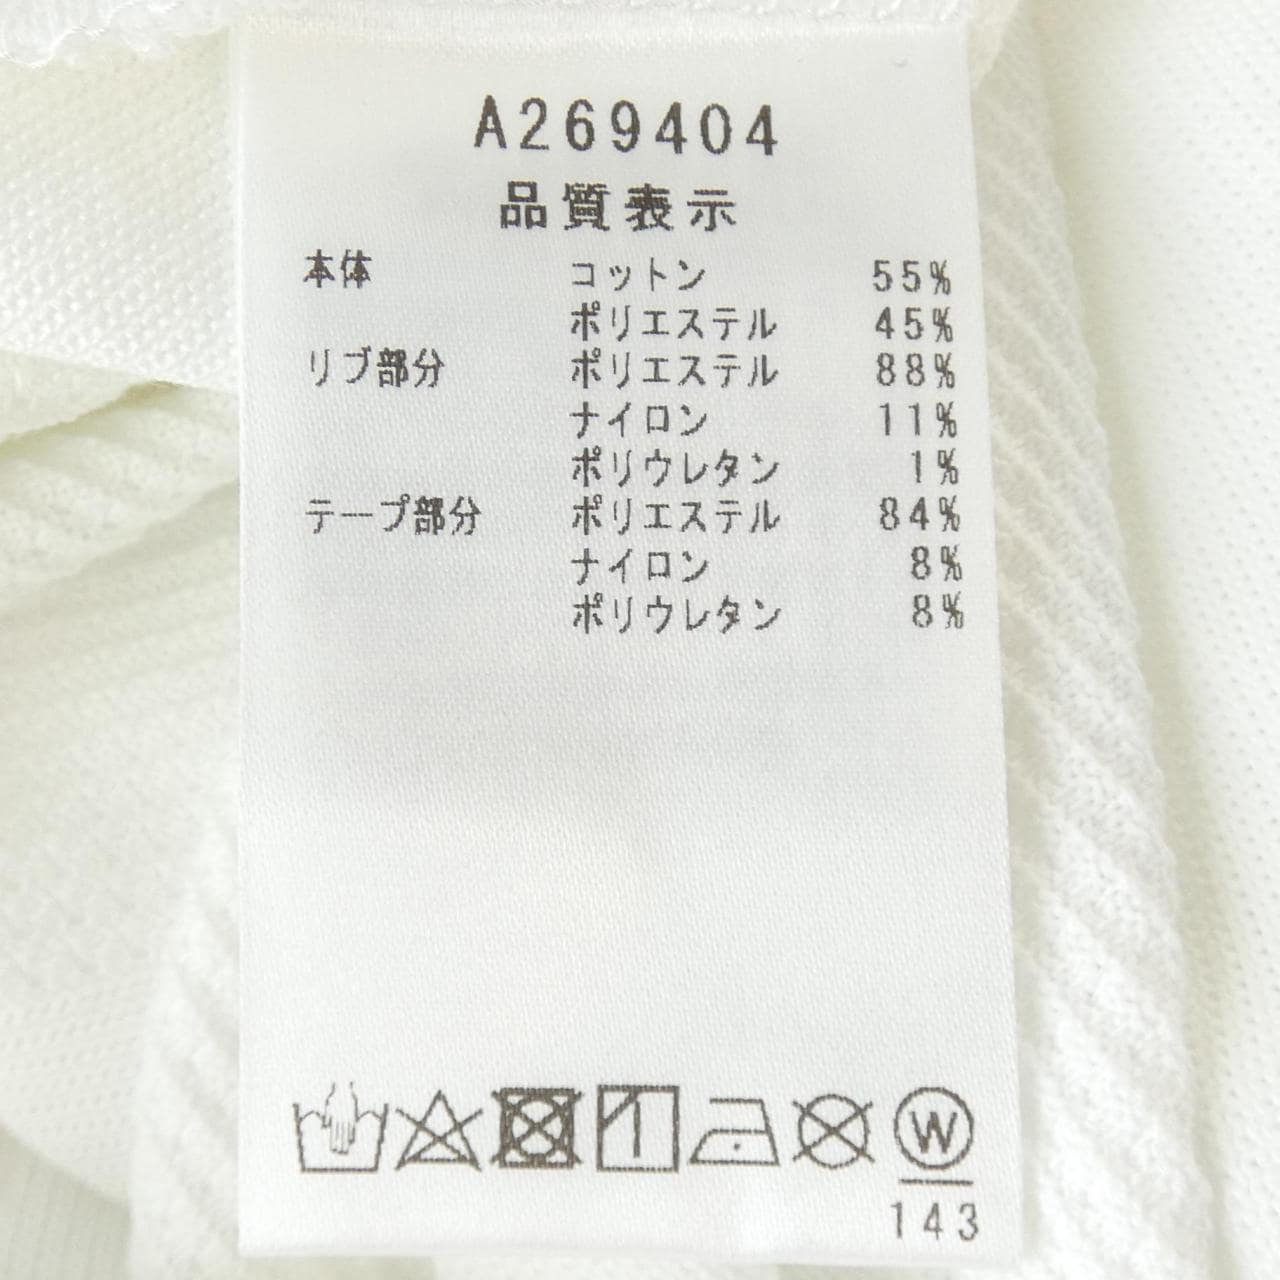 A269404
品質表示
本体 コットン 55%
ポリエステル 45%
リブ部分 ポリエステル 88%
ナイロン 11%
ポリウレタン 1%
テープ部分 ポリエステル 84%
ナイロン 8%
ポリウレタン 8%
W
143